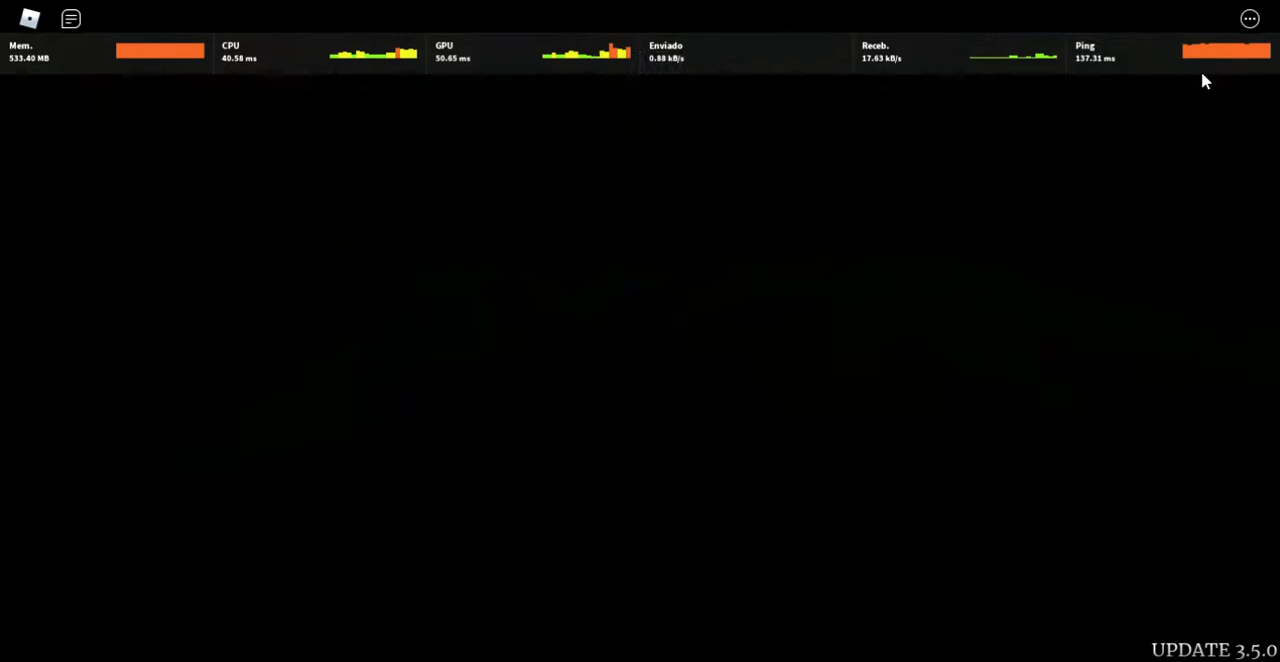 Mem.
533.40 MB
CPU
40.58 ms
GPU
50.65 ms
Enviado
0.88 kB/s
Receb.
17.63 kB/s
Ping
137.31 ms
UPDATE 3.5.0